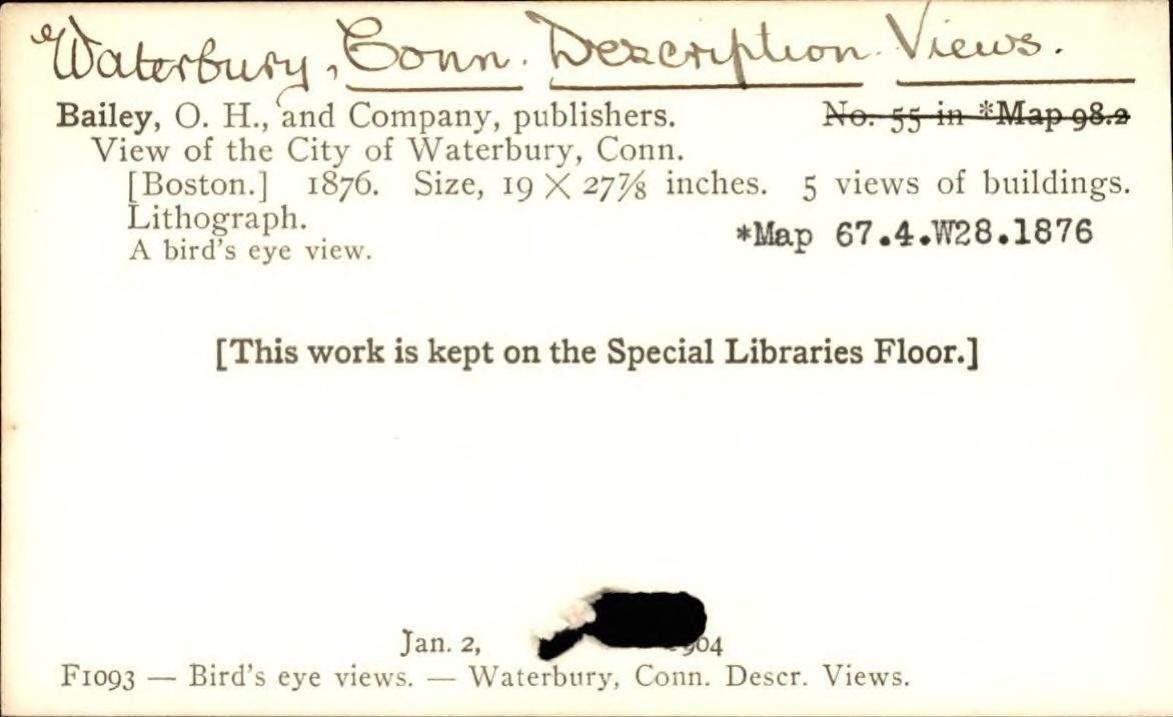 Waterbury, Conn. Description. Views.
Bailey, O. H., and Company, publishers. No. 55 in *Map 98.2
View of the City of Waterbury, Conn.
[Boston.] 1876. Size, 19 X 27⅞ inches. 5 views of buildings.
Lithograph.
*Map 67.4.W28.1876
A bird's eye view.
[This work is kept on the Special Libraries Floor.]
Jan. 2, 1904
F1093 — Bird's eye views. — Waterbury, Conn. Descr. Views.